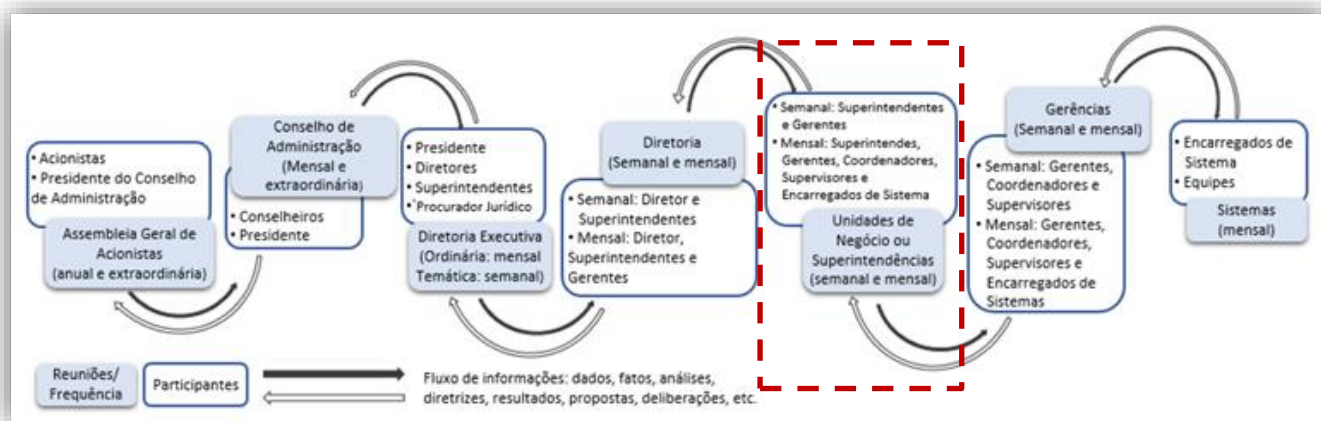 • Acionistas
• Presidente do Conselho
de Administração
Assembleia Geral de
Acionistas
(anual e extraordinária)
Conselho de
Administração
(Mensal e
extraordinária)
• Conselheiros
• Presidente
• Presidente
• Diretores
• Superintendentes
•`Procurador Jurídico
Diretoria Executiva
(Ordinária: mensal
Temática: semanal)
Diretoria
(Semanal e mensal)
• Semanal: Diretor e
Superintendentes
• Mensal: Diretor,
Superintendentes e
Gerentes
• Semanal: Superintendentes
e Gerentes
• Mensal: Superintendes,
Gerentes, Coordenadores,
Supervisores e
Encarregados de Sistema
Unidades de
Negócio ou
Superintendências
(semanal e mensal)
Gerências
(Semanal e mensal)
• Semanal: Gerentes,
Coordenadores e
Supervisores
• Mensal: Gerentes,
Coordenadores,
Supervisores e
Encarregados de
Sistemas
• Encarregados de
Sistema
• Equipes
Sistemas
(mensal)
Reuniões/
Frequência
Participantes
Fluxo de informações: dados, fatos, análises,
diretrizes, resultados, propostas, deliberações, etc.